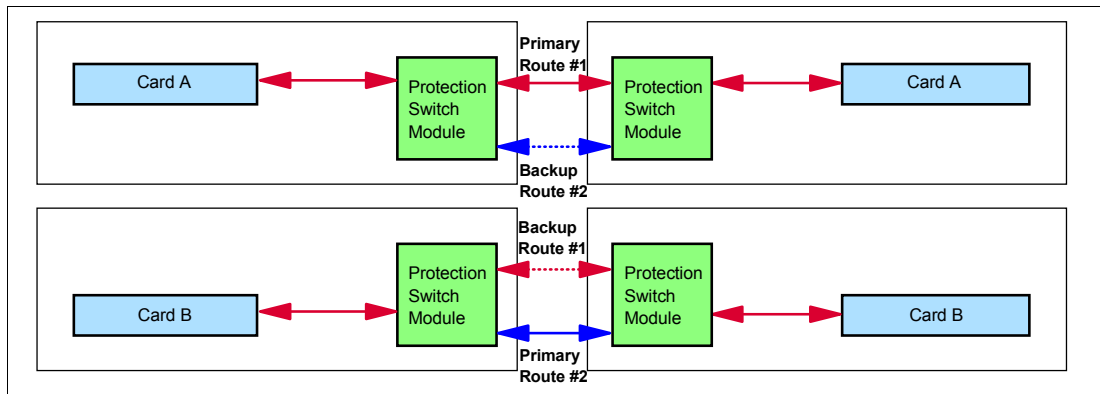 Primary
Route #1
Card A
Protection
Switch
Module
Protection
Switch
Module
Card A
Backup
Route #2
Backup
Route #1
Card B
Protection
Switch
Module
Protection
Switch
Module
Card B
Primary
Route #2